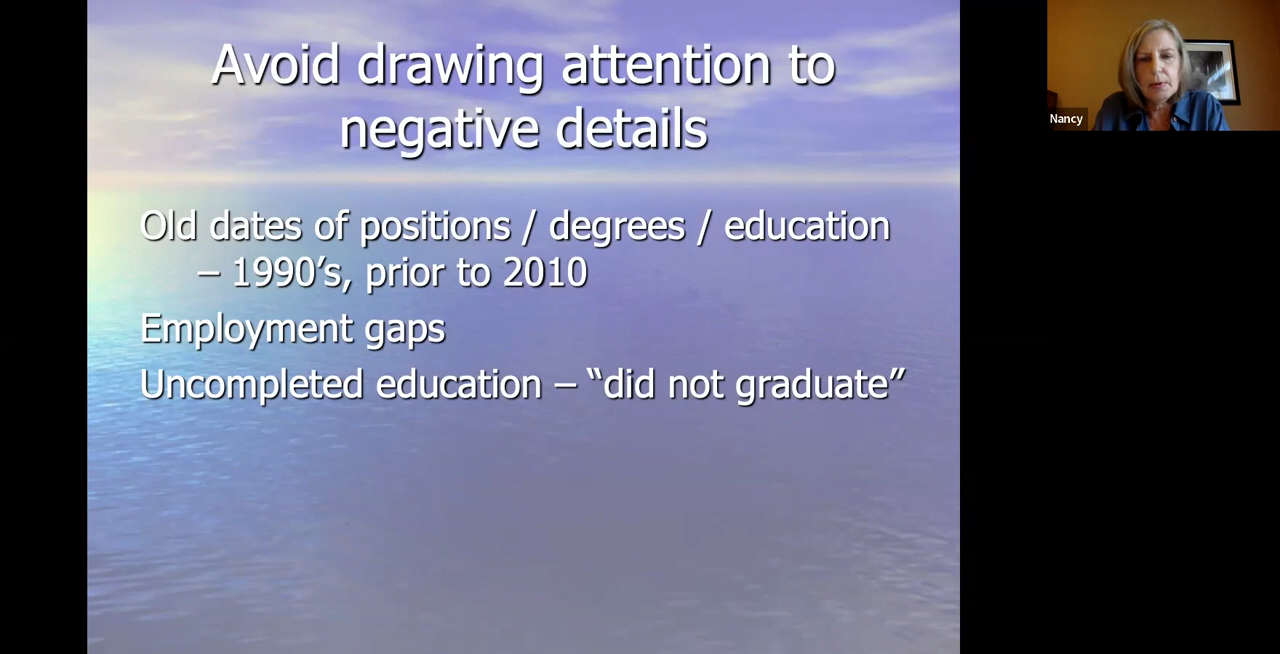 Avoid drawing attention to
negative details
Old dates of positions / degrees / education
– 1990’s, prior to 2010
Employment gaps
Uncompleted education – “did not graduate”
Nancy